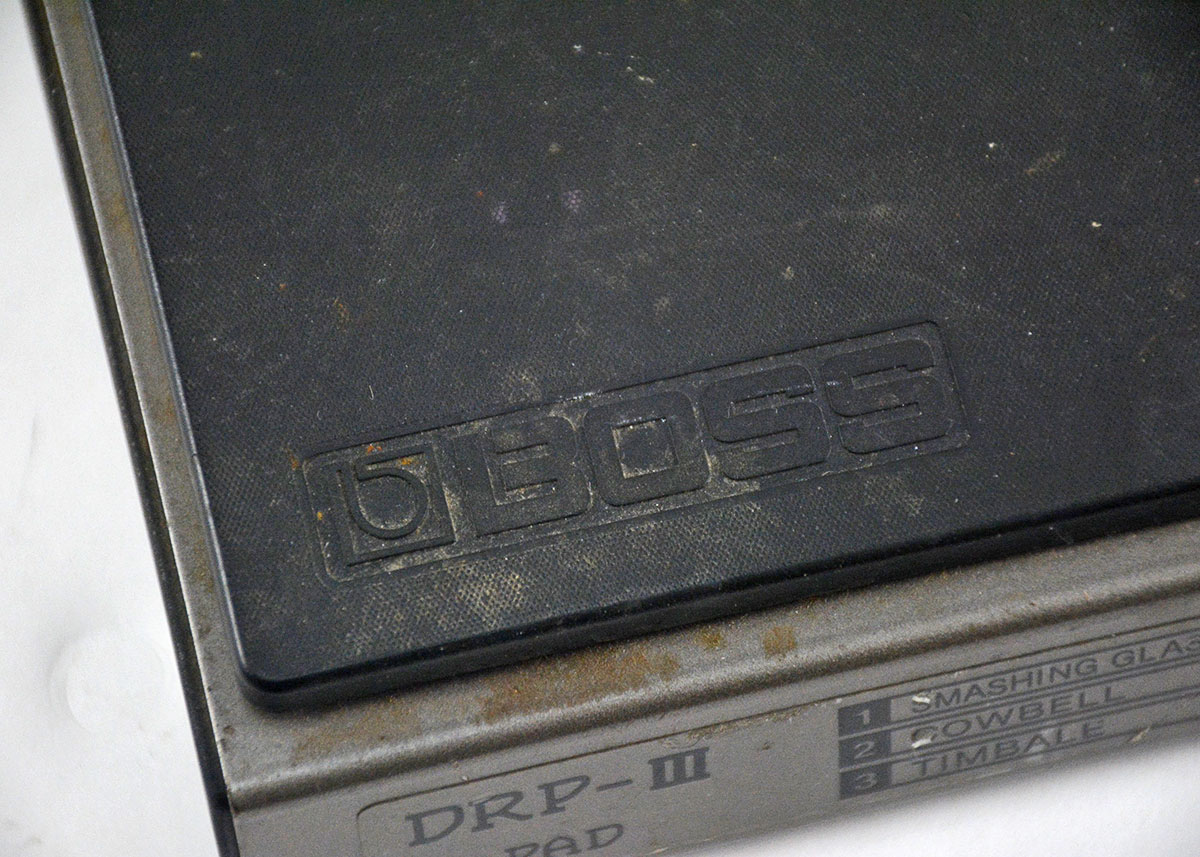 BOSS
DRP-III
PAD
1 SMASHING GLAS
2 COWBELL
3 TIMBALE